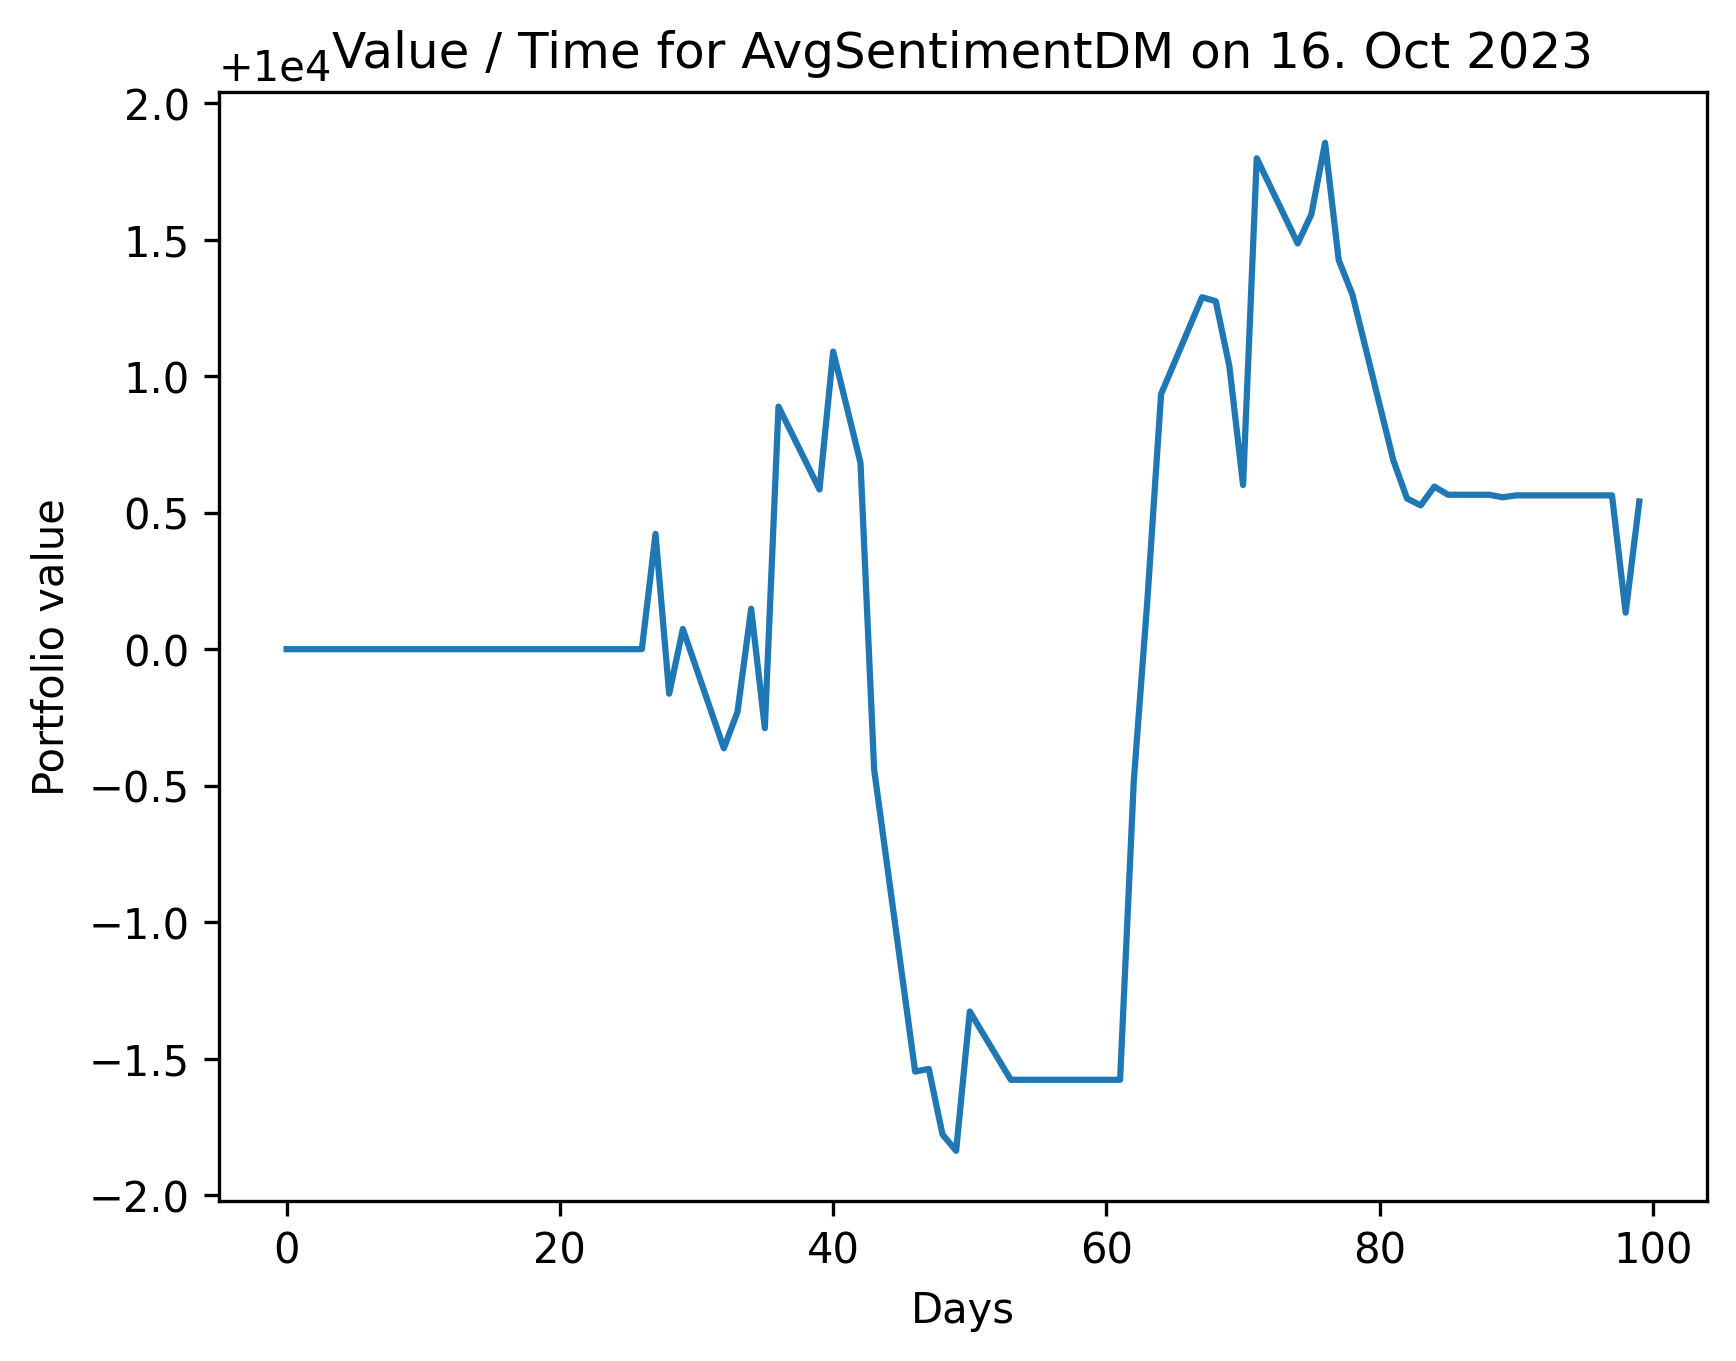 Value / Time for AvgSentimentDM on 16. Oct 2023
+1e4
2.0
1.5
1.0
0.5
0.0
−0.5
−1.0
−1.5
−2.0
Portfolio value
0 20 40 60 80 100
Days